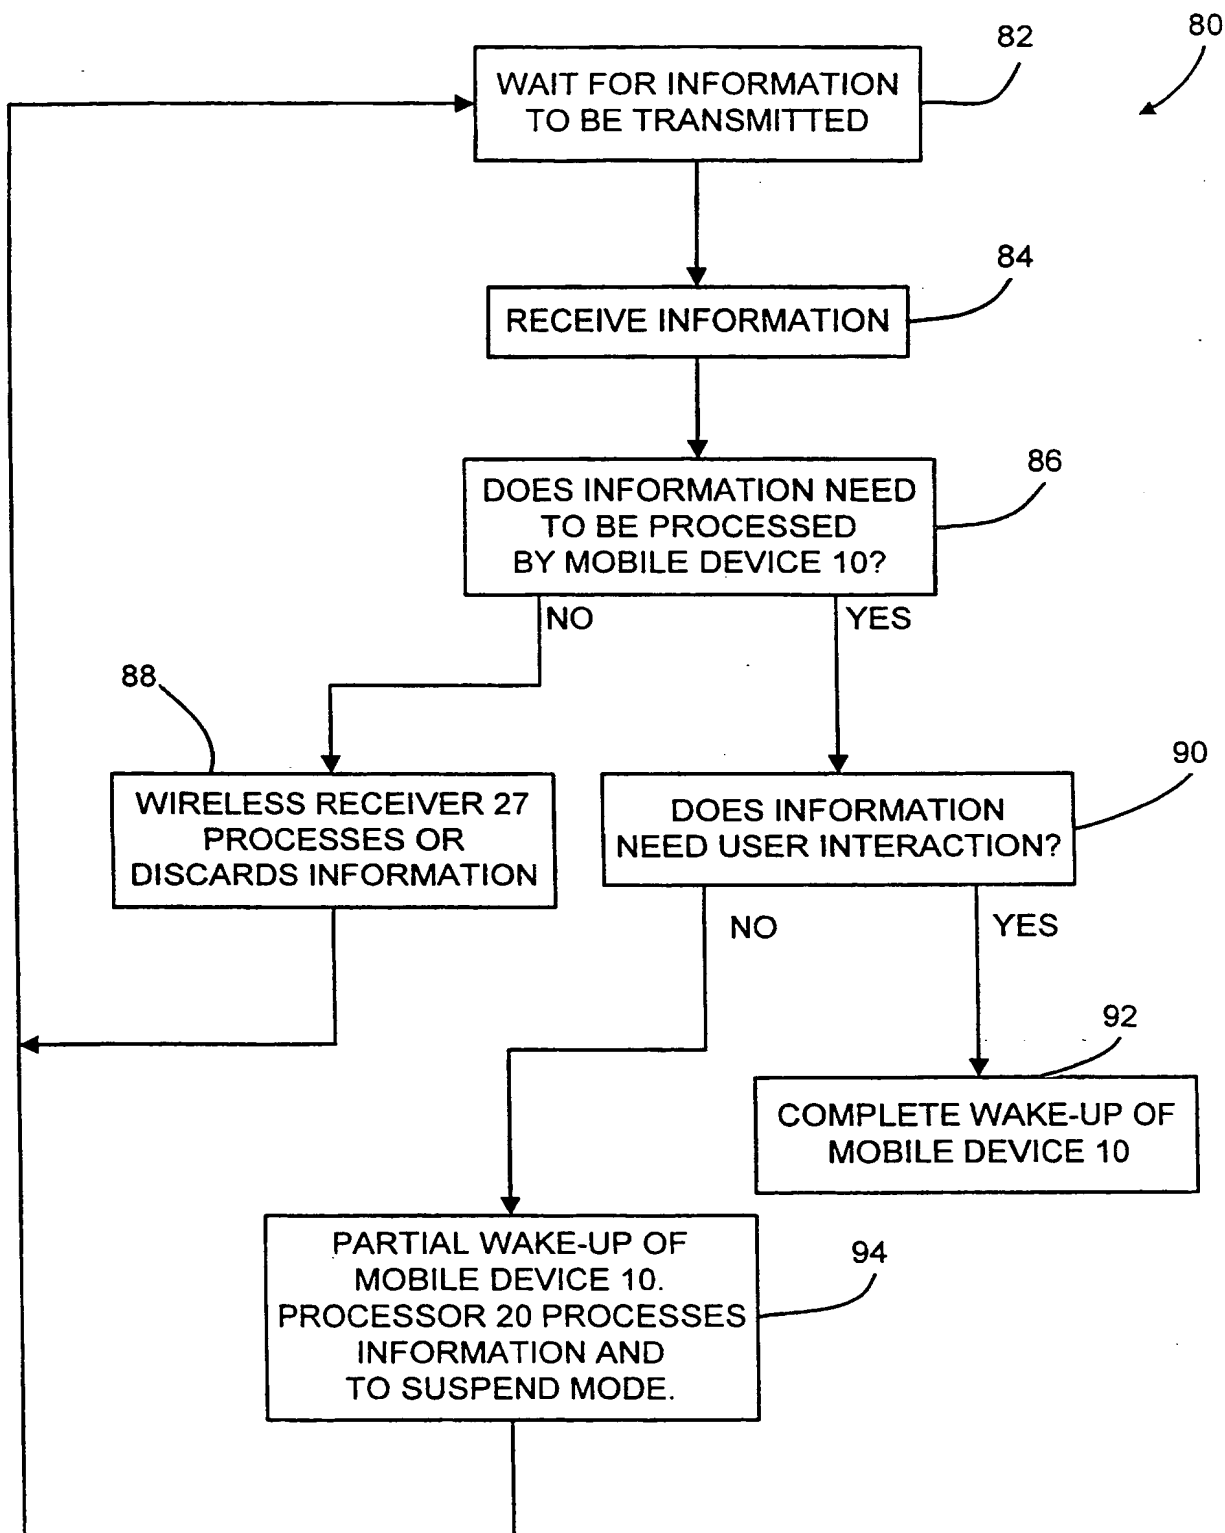 80
82
WAIT FOR INFORMATION
TO BE TRANSMITTED
84
RECEIVE INFORMATION
86
DOES INFORMATION NEED
TO BE PROCESSED
BY MOBILE DEVICE 10?
NO
YES
88
WIRELESS RECEIVER 27
PROCESSES OR
DISCARDS INFORMATION
90
DOES INFORMATION
NEED USER INTERACTION?
NO
YES
92
COMPLETE WAKE-UP OF
MOBILE DEVICE 10
94
PARTIAL WAKE-UP OF
MOBILE DEVICE 10.
PROCESSOR 20 PROCESSES
INFORMATION AND
TO SUSPEND MODE.